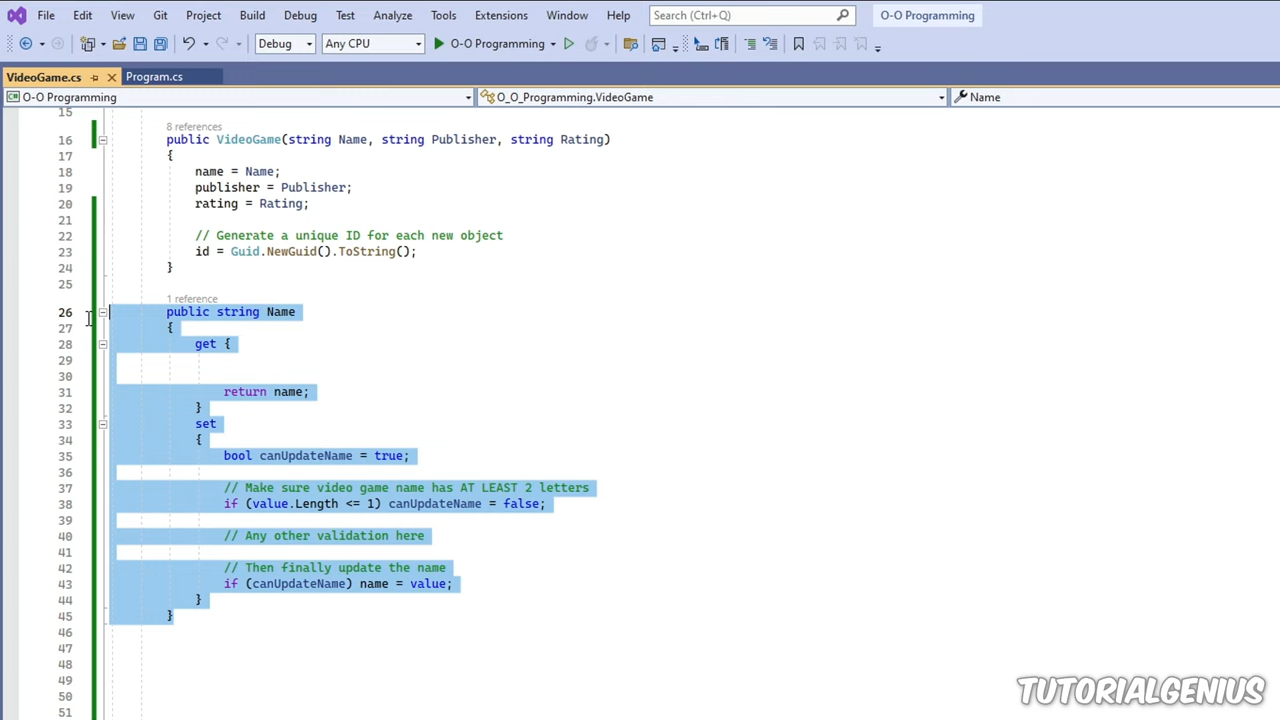 File Edit View Git Project Build Debug Test Analyze Tools Extensions Window Help Search (Ctrl+Q) O-O Programming
Debug Any CPU O-O Programming
VideoGame.cs Program.cs
O-O Programming O_O_Programming.VideoGame Name
15
8 references
16 public VideoGame(string Name, string Publisher, string Rating)
17 {
18 name = Name;
19 publisher = Publisher;
20 rating = Rating;
21
22 // Generate a unique ID for each new object
23 id = Guid.NewGuid().ToString();
24 }
25
1 reference
26 public string Name
27 {
28 get {
29
30
31 return name;
32 }
33 set
34 {
35 bool canUpdateName = true;
36
37 // Make sure video game name has AT LEAST 2 letters
38 if (value.Length <= 1) canUpdateName = false;
39
40 // Any other validation here
41
42 // Then finally update the name
43 if (canUpdateName) name = value;
44 }
45 }
46
47
48
49
50
51
TUTORIALGENIUS